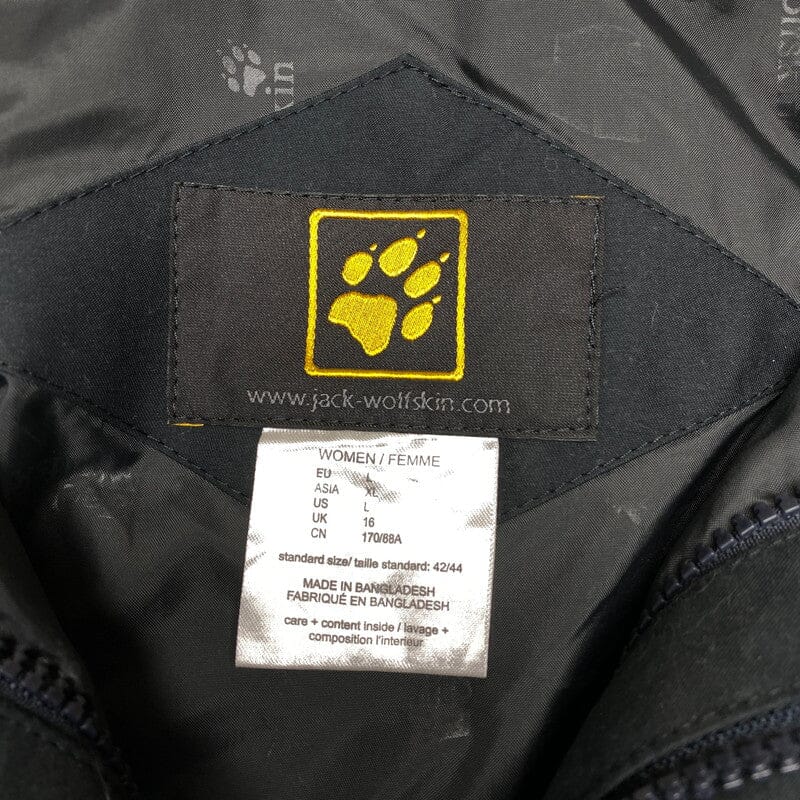 kin
www.jack-wolfskin.com
WOMEN / FEMME
EU L
ASIA XL
US L
UK 16
CN 170/88A
standard size/ taille standard: 42/44
MADE IN BANGLADESH
FABRIQUÉ EN BANGLADESH
care + content inside / lavage +
composition l'interieur